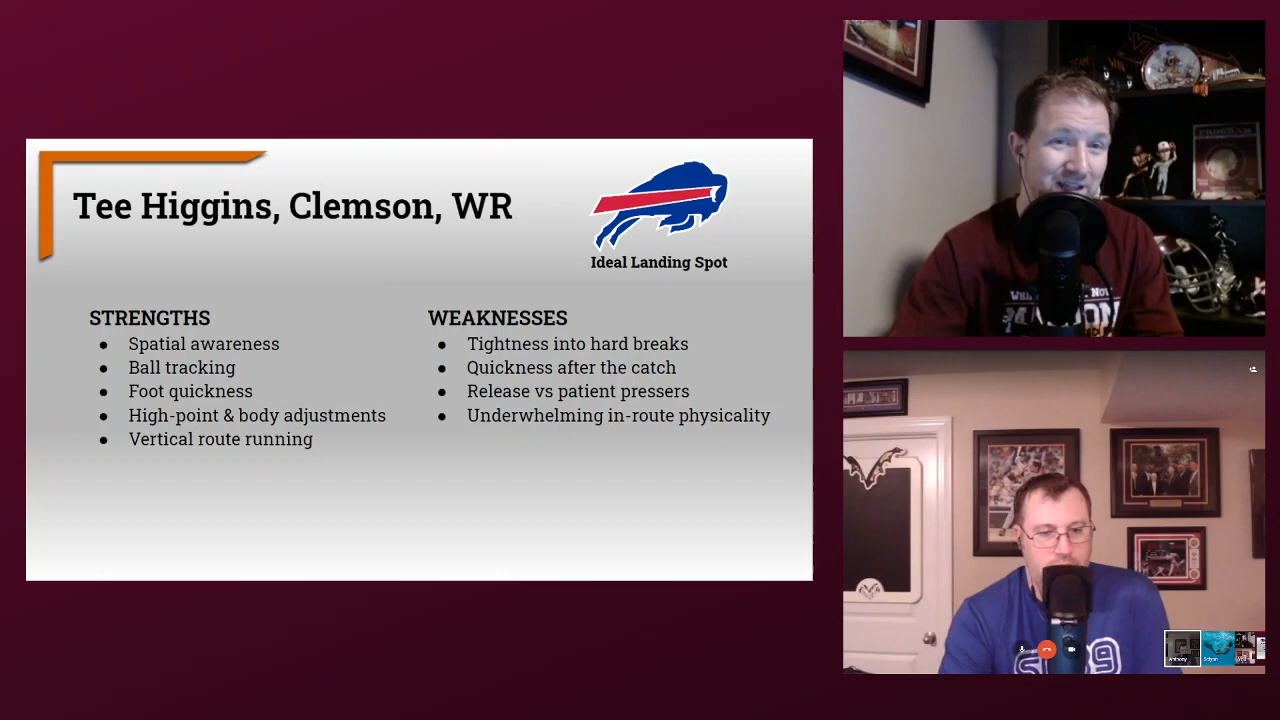 Tee Higgins, Clemson, WR
Ideal Landing Spot
STRENGTHS
● Spatial awareness
● Ball tracking
● Foot quickness
● High-point & body adjustments
● Vertical route running
WEAKNESSES
● Tightness into hard breaks
● Quickness after the catch
● Release vs patient pressers
● Underwhelming in-route physicality
PROGRAM
Anthony